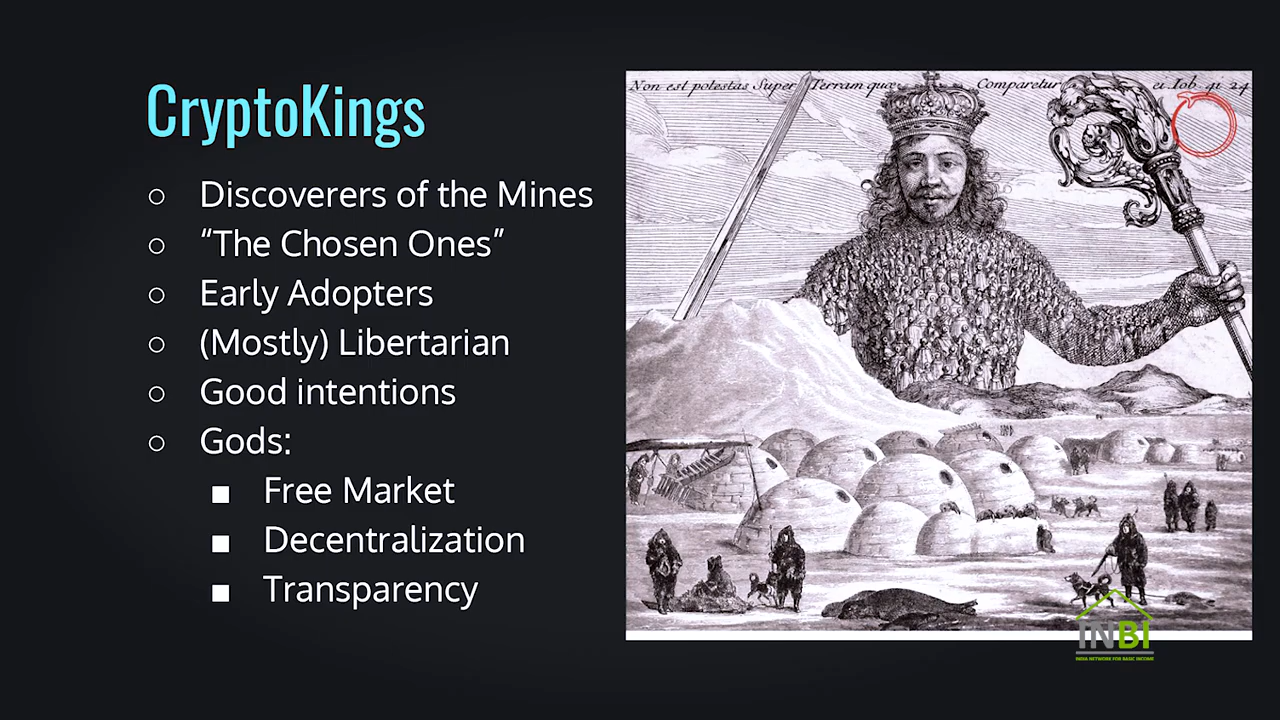 CryptoKings
○ Discoverers of the Mines
○ “The Chosen Ones”
○ Early Adopters
○ (Mostly) Libertarian
○ Good intentions
○ Gods:
■ Free Market
■ Decentralization
■ Transparency
Non est potestas Super Terram quæ Comparetur ei Iob. 41 24
INBI
INDIA NETWORK FOR BASIC INCOME